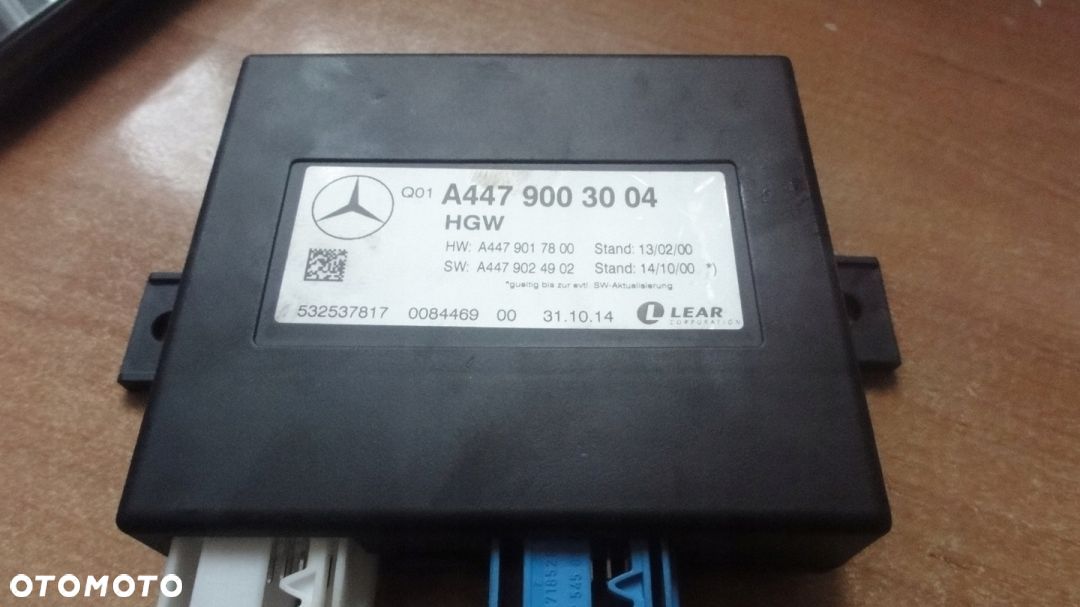 Q01 A447 900 30 04
HGW
HW: A447 901 78 00 Stand: 13/02/00
SW: A447 902 49 02 Stand: 14/10/00 *)
*gueltig bis zur evtl. SW-Aktualisierung
532537817 0084469 00 31.10.14 LEAR
CORPORATION
OTOMOTO